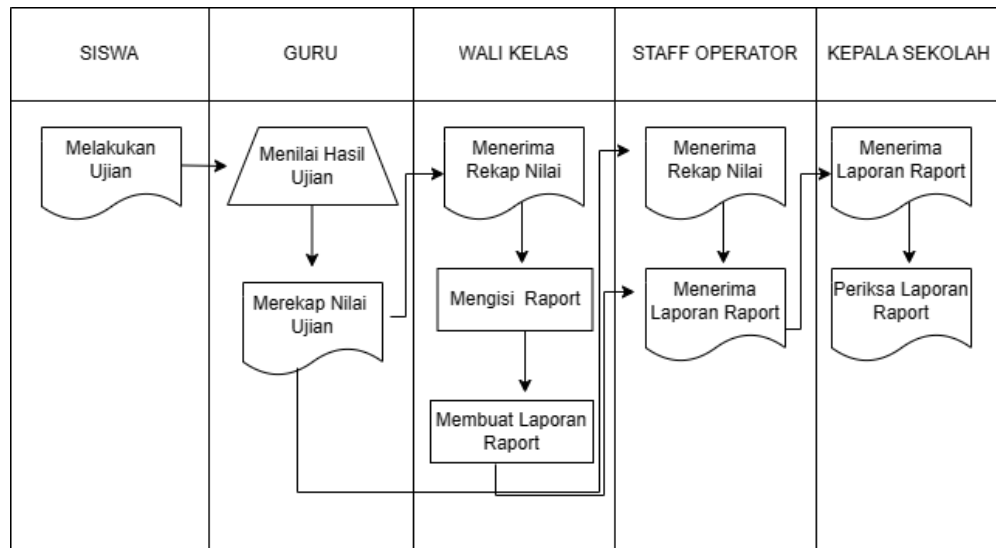 SISWA
GURU
WALI KELAS
STAFF OPERATOR
KEPALA SEKOLAH
Melakukan
Ujian
Menilai Hasil
Ujian
Merekap Nilai
Ujian
Menerima
Rekap Nilai
Mengisi Raport
Membuat Laporan
Raport
Menerima
Rekap Nilai
Menerima
Laporan Raport
Menerima
Laporan Raport
Periksa Laporan
Raport